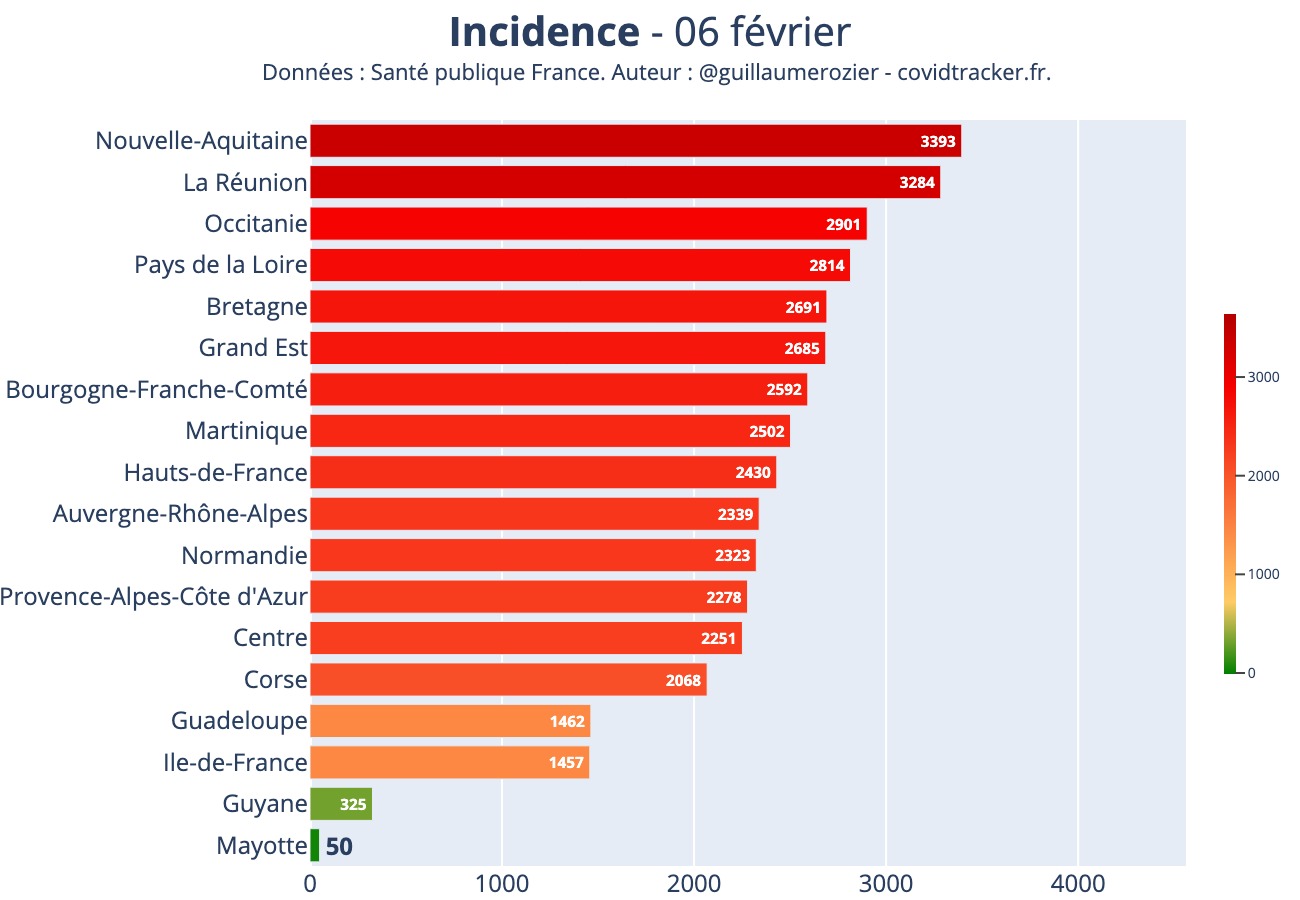 Incidence - 06 février
Données : Santé publique France. Auteur : @guillaumerozier - covidtracker.fr.
Nouvelle-Aquitaine 3393
La Réunion 3284
Occitanie 2901
Pays de la Loire 2814
Bretagne 2691
Grand Est 2685
Bourgogne-Franche-Comté 2592
Martinique 2502
Hauts-de-France 2430
Auvergne-Rhône-Alpes 2339
Normandie 2323
Provence-Alpes-Côte d'Azur 2278
Centre 2251
Corse 2068
Guadeloupe 1462
Ile-de-France 1457
Guyane 325
Mayotte 50
0 1000 2000 3000 4000
3000
2000
1000
0